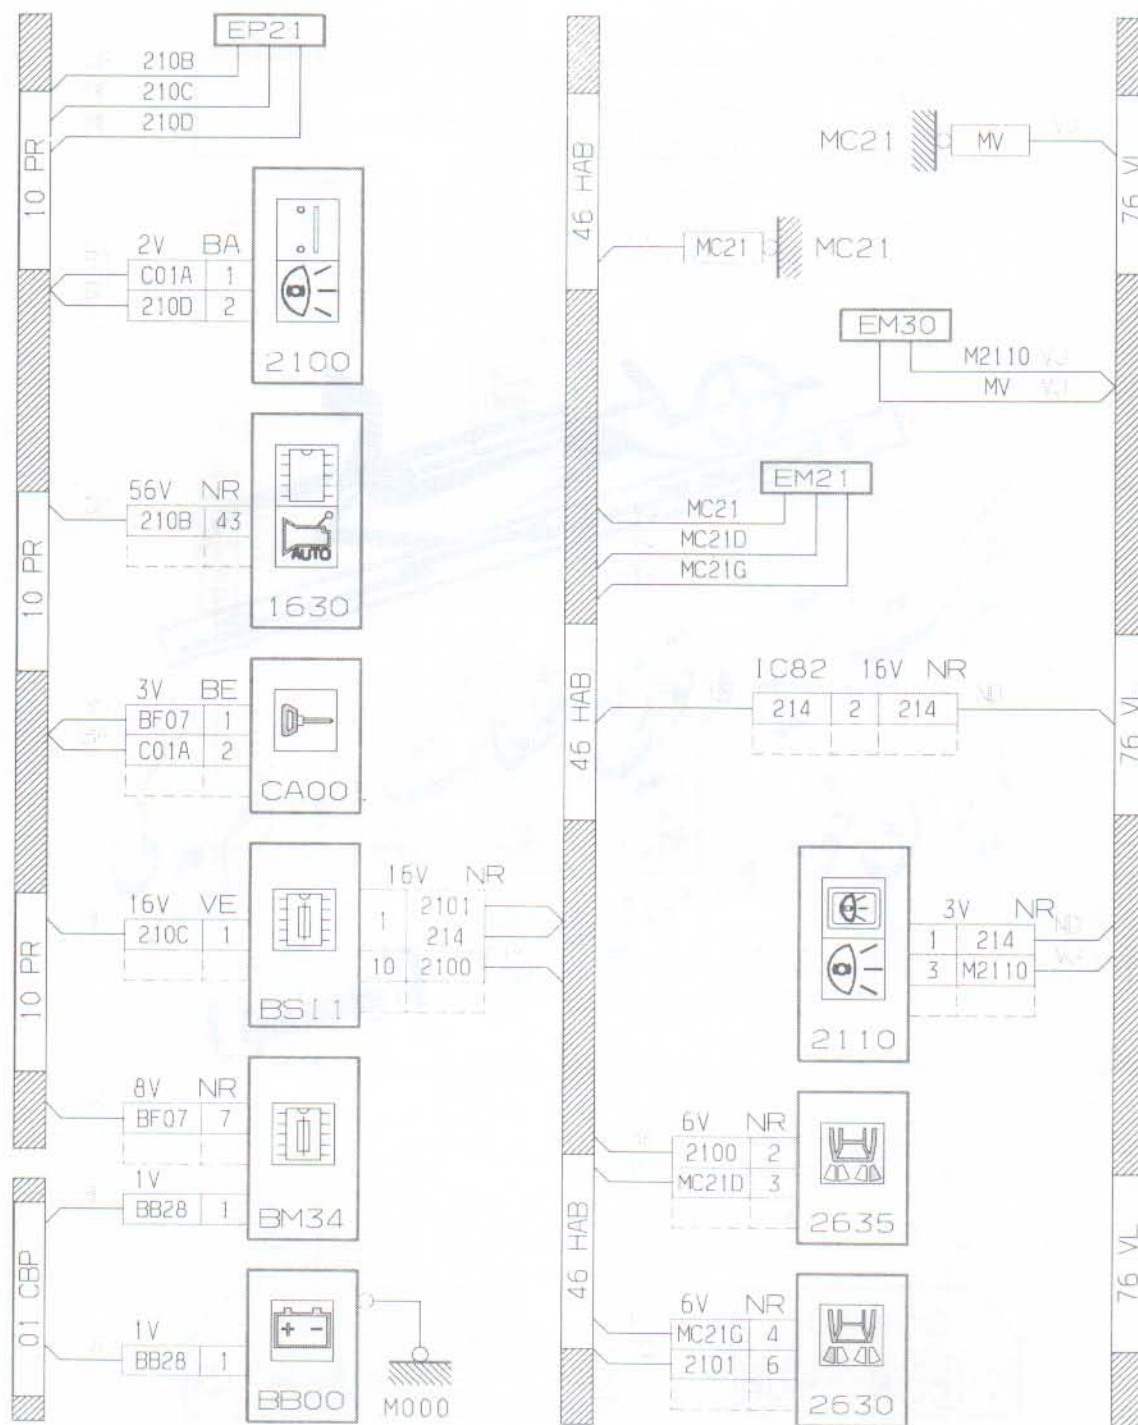 EP21
210B
210C
210D
10 PR
2V BA
C01A 1
210D 2
2100
56V NR
210B 43
AUTO
1630
10 PR
3V BE
BF07 1
C01A 2
CA00
16V VE
210C 1
BSI1
16V NR
1 2101
214
10 2100
10 PR
8V NR
BF07 7
1V
BB28 1
BM34
01 CBP
1V
BB28 1
+ -
BB00
M000
46 HAB
MC21
MV
76 VL
MC21
MC21
EM30
M2110
MV
EM21
MC21
MC21D
MC21G
46 HAB
IC82 16V NR
214 2 214
76 VL
3V NR
1 214
3 M2110
2110
6V NR
2100 2
MC21D 3
2635
46 HAB
6V NR
MC21G 4
2101 6
2630
76 VL